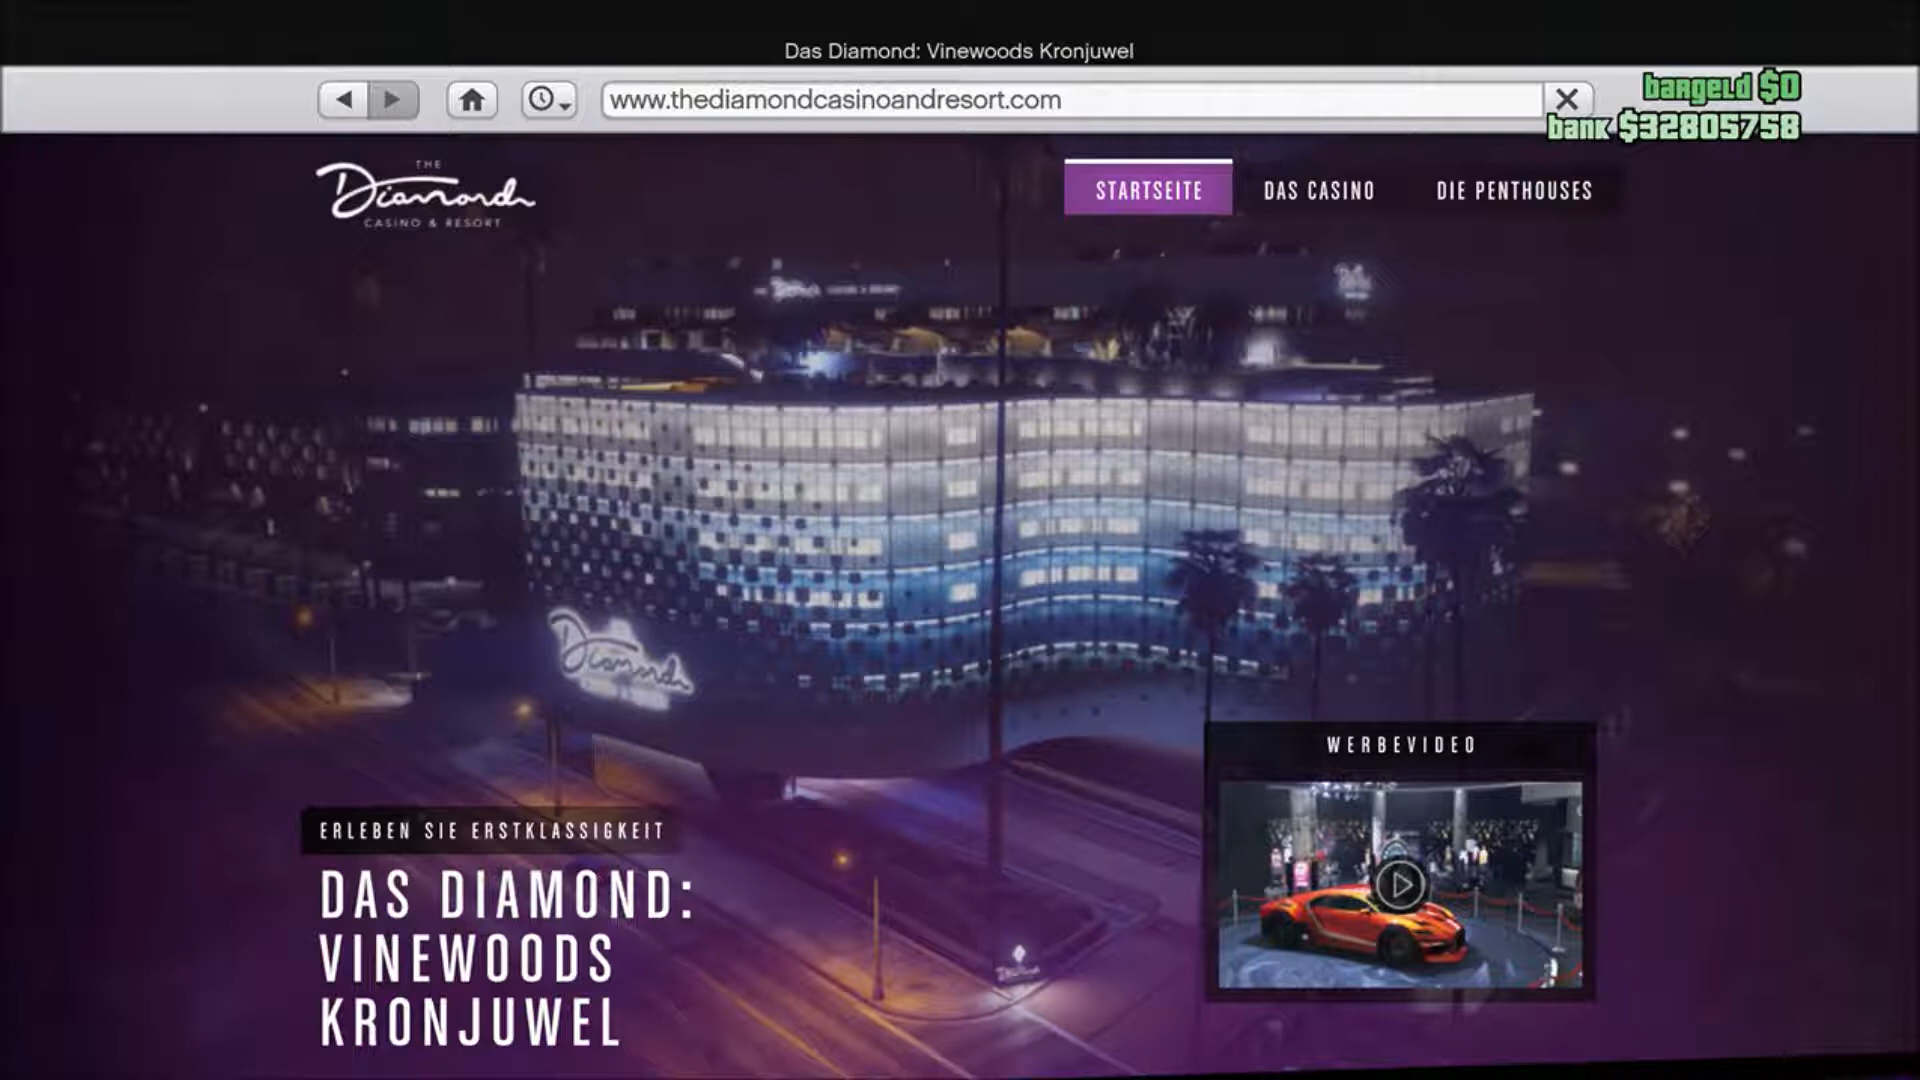 Das Diamond: Vinewoods Kronjuwel
www.thediamondcasinoandresort.com
bargeld $0
bank $32805758
THE
Diamond
CASINO & RESORT
STARTSEITE
DAS CASINO
DIE PENTHOUSES
Diamond
WERBEVIDEO
ERLEBEN SIE ERSTKLASSIGKEIT
DAS DIAMOND:
VINEWOODS
KRONJUWEL